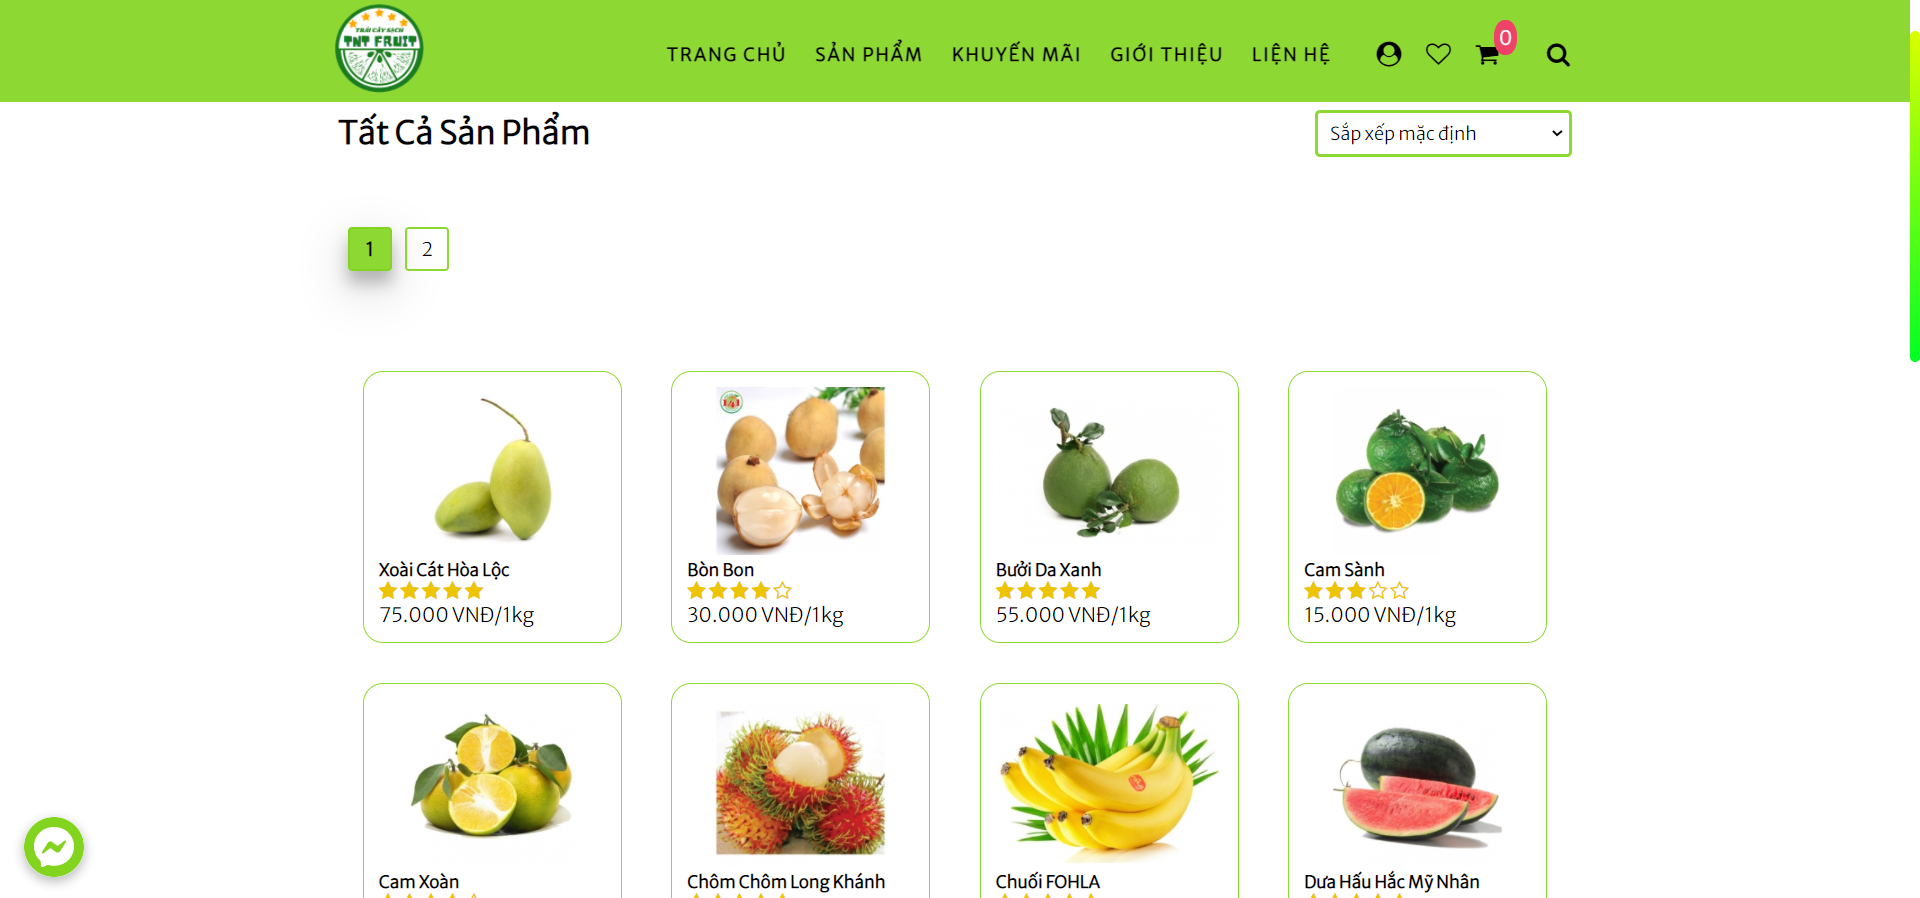 TRÁI CÂY SẠCH
TNT FRUIT
TRANG CHỦ
SẢN PHẨM
KHUYẾN MÃI
GIỚI THIỆU
LIỆN HỆ
0
Tất Cả Sản Phẩm
Sắp xếp mặc định
1
2
Xoài Cát Hòa Lộc
75.000 VNĐ/1kg
Bòn Bon
30.000 VNĐ/1kg
Bưởi Da Xanh
55.000 VNĐ/1kg
Cam Sành
15.000 VNĐ/1kg
Cam Xoàn
Chôm Chôm Long Khánh
Chuối FOHLA
Dưa Hấu Hắc Mỹ Nhân